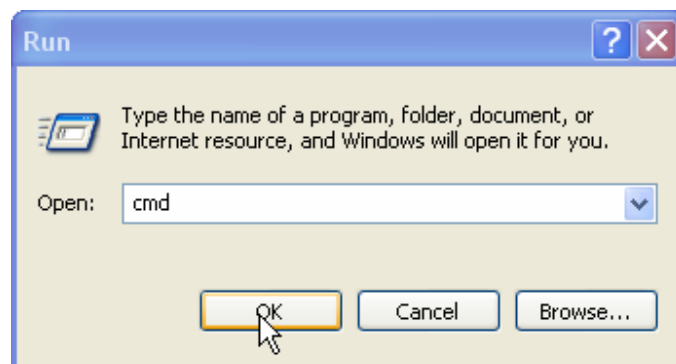 Run
Type the name of a program, folder, document, or
Internet resource, and Windows will open it for you.
Open: cmd
OK Cancel Browse...